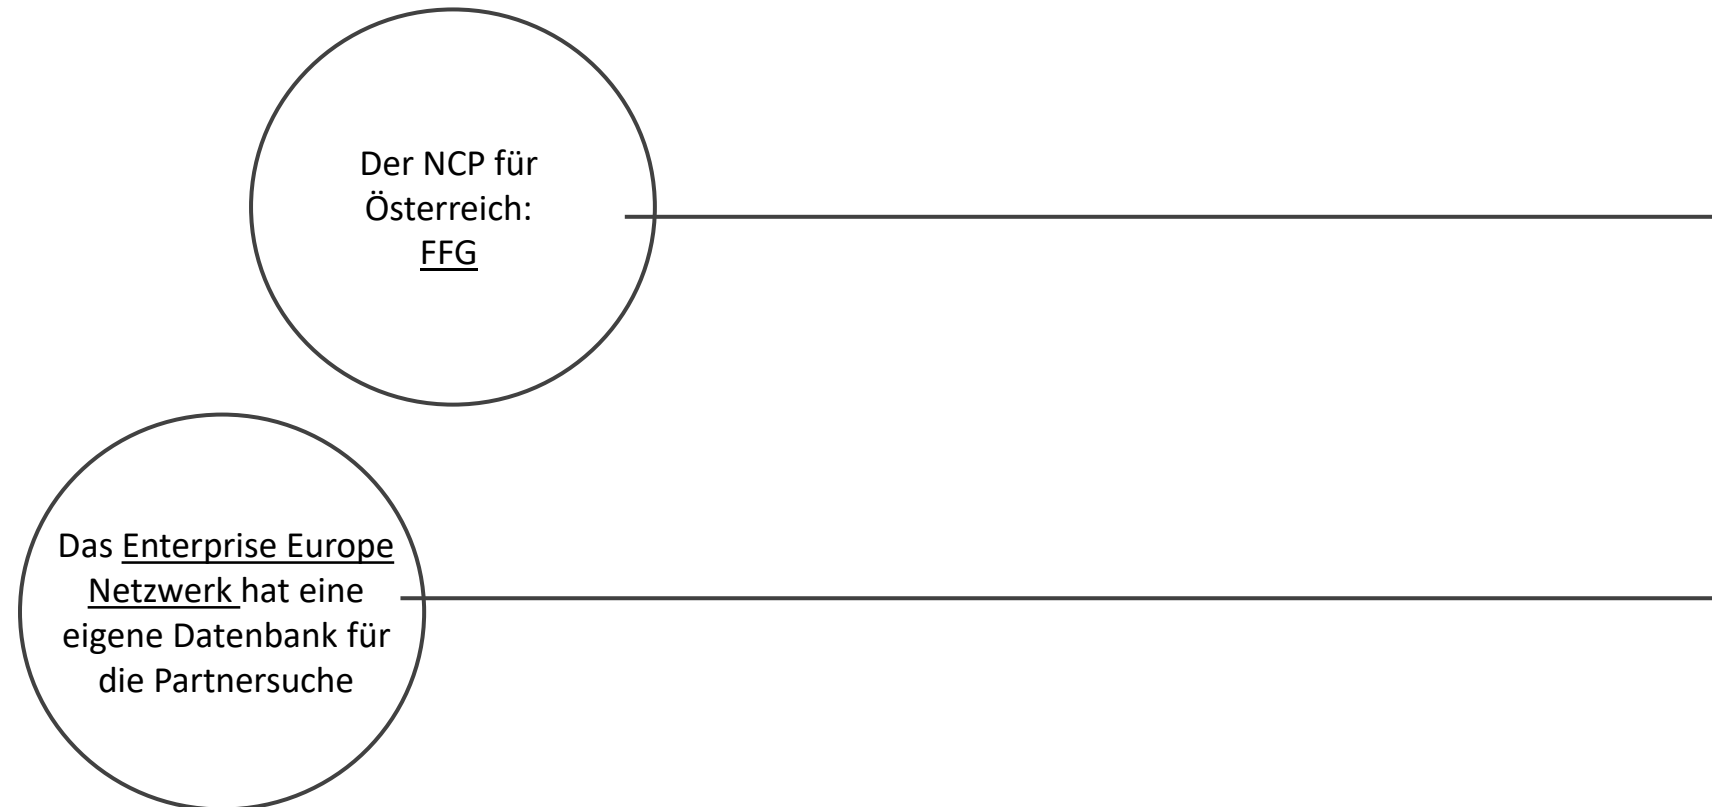 Der NCP für
Österreich:
FFG
Das Enterprise Europe
Netzwerk hat eine
eigene Datenbank für
die Partnersuche